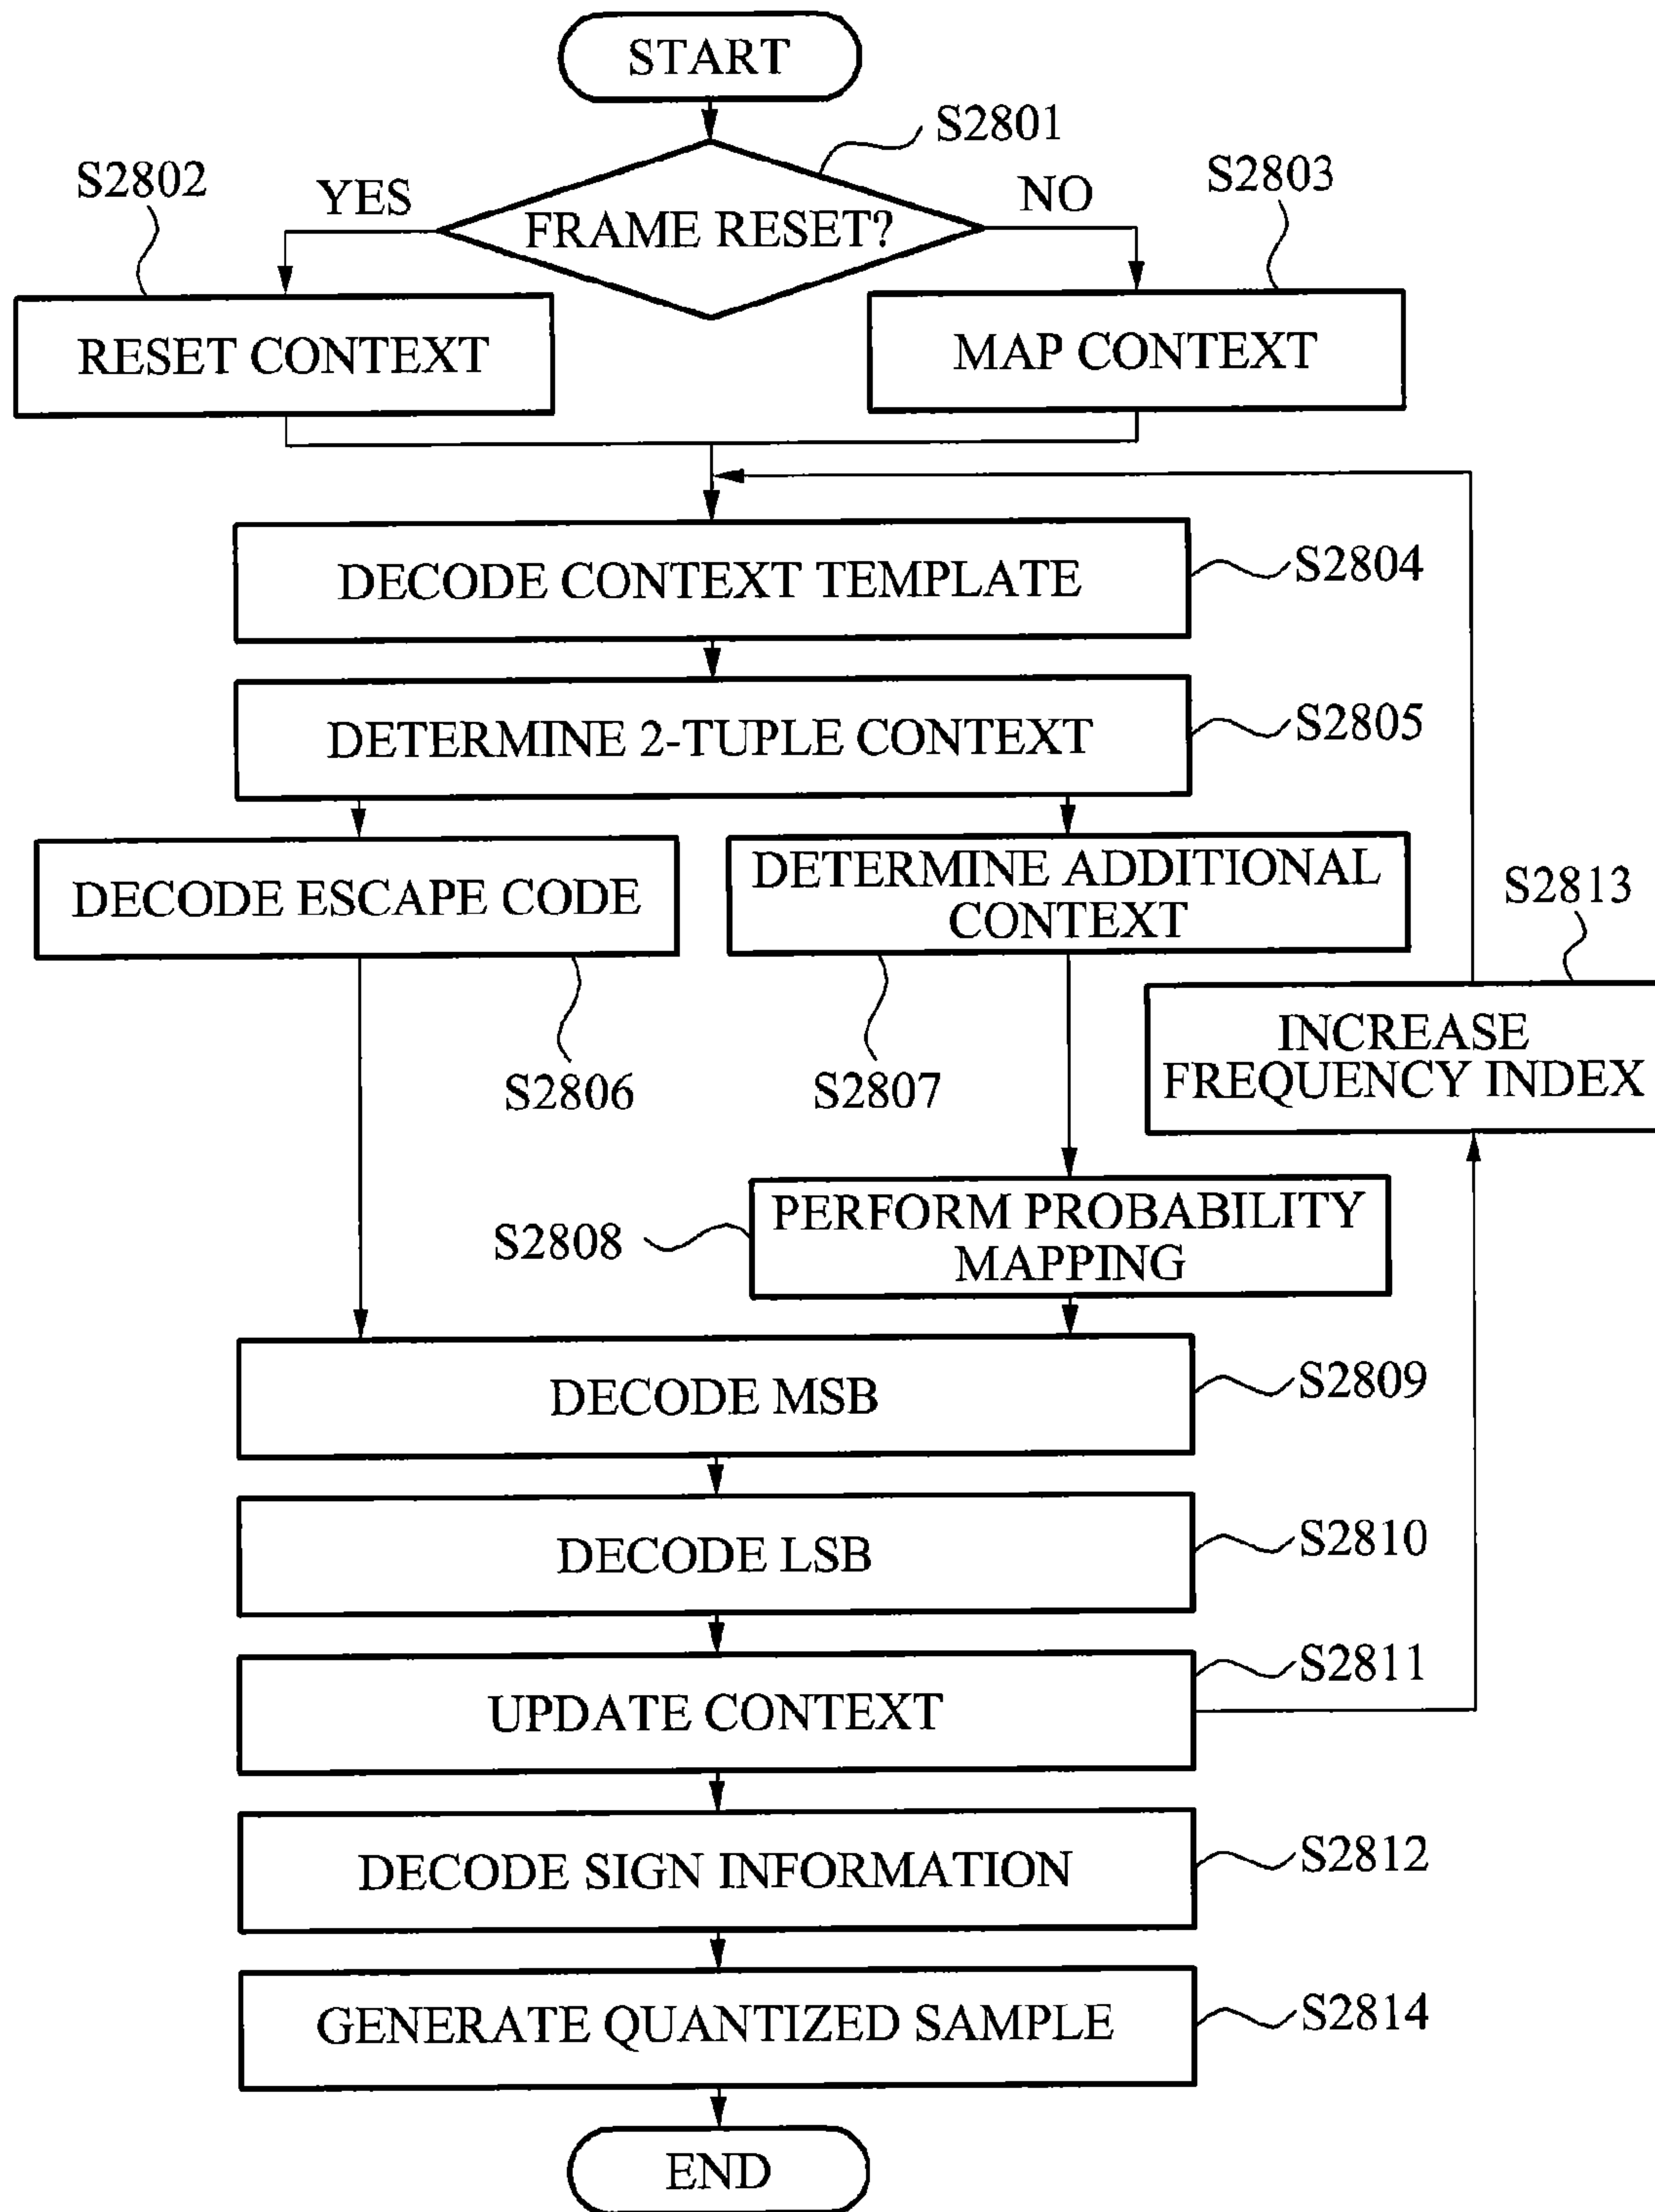 START
S2801
S2802
YES
NO
S2803
FRAME RESET?
RESET CONTEXT
MAP CONTEXT
DECODE CONTEXT TEMPLATE
S2804
DETERMINE 2-TUPLE CONTEXT
S2805
DECODE ESCAPE CODE
DETERMINE ADDITIONAL
CONTEXT
S2813
S2806
S2807
INCREASE
FREQUENCY INDEX
S2808
PERFORM PROBABILITY
MAPPING
DECODE MSB
S2809
DECODE LSB
S2810
UPDATE CONTEXT
S2811
DECODE SIGN INFORMATION
S2812
GENERATE QUANTIZED SAMPLE
S2814
END